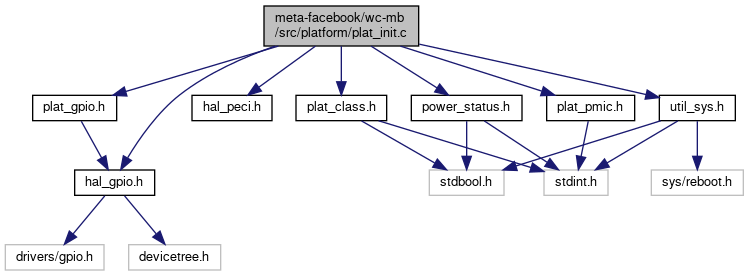 meta-facebook/wc-mb
/src/platform/plat_init.c
plat_gpio.h
hal_peci.h
plat_class.h
power_status.h
plat_pmic.h
util_sys.h
hal_gpio.h
stdbool.h
stdint.h
sys/reboot.h
drivers/gpio.h
devicetree.h